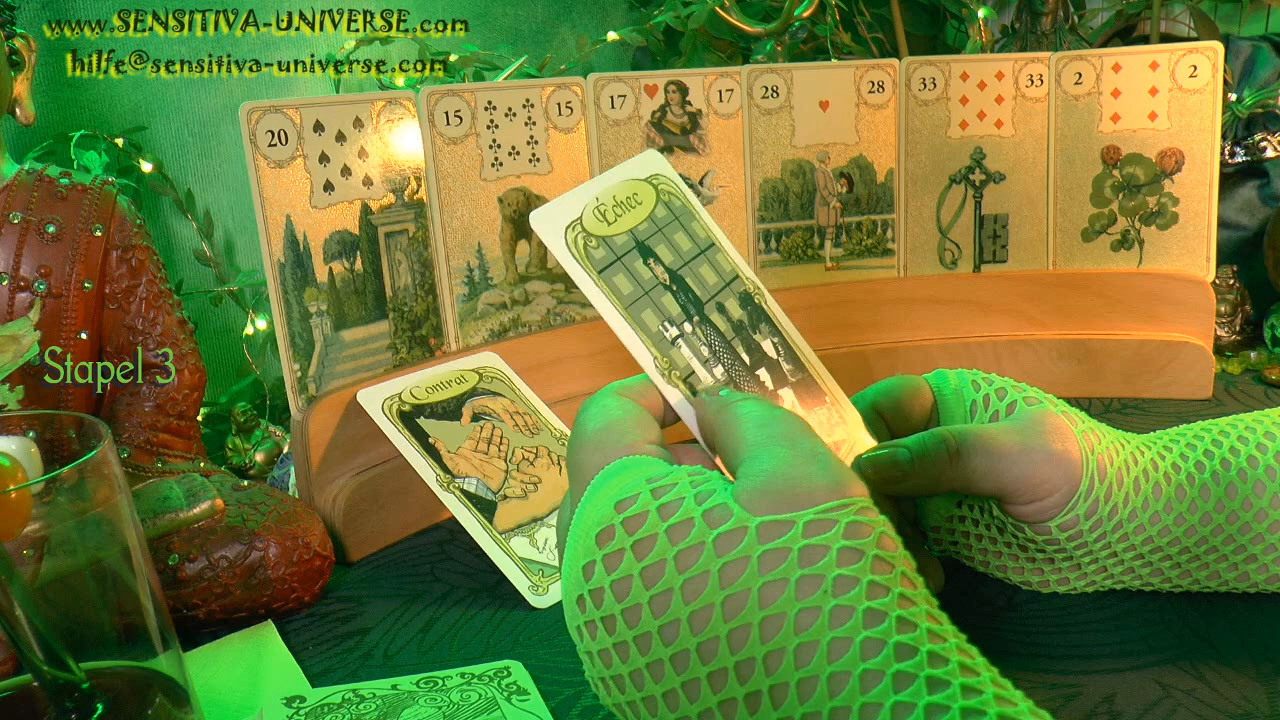 www.SENSITIVA-UNIVERSE.com
hilfe@sensitiva-universe.com
20
15 15
17 17
28 28
33 33
2 2
Échec
Stapel 3
Contrat